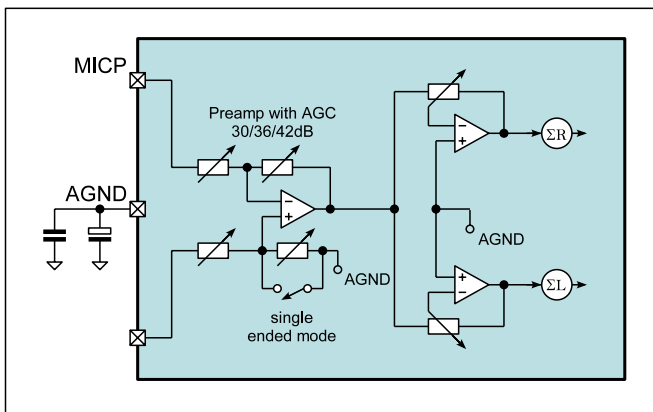 MICP
Preamp with AGC
30/36/42dB
ΣR
AGND
AGND
AGND
ΣL
single
ended mode